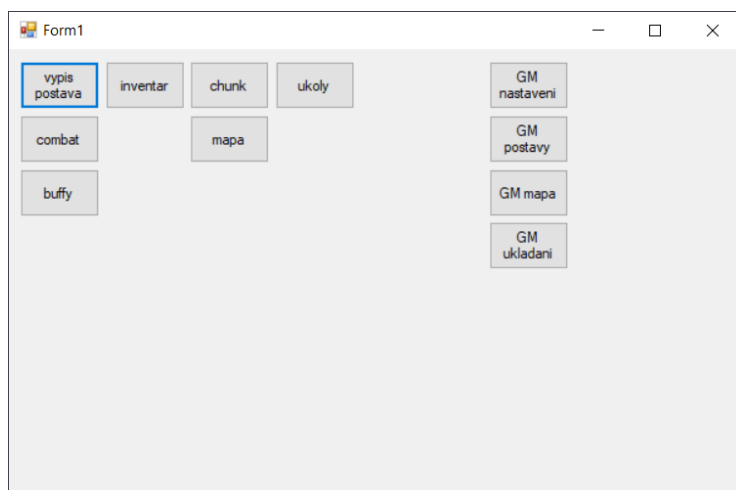 Form1
vypis
postava
inventar
chunk
ukoly
GM
nastaveni
combat
mapa
GM
postavy
buffy
GM mapa
GM
ukladani